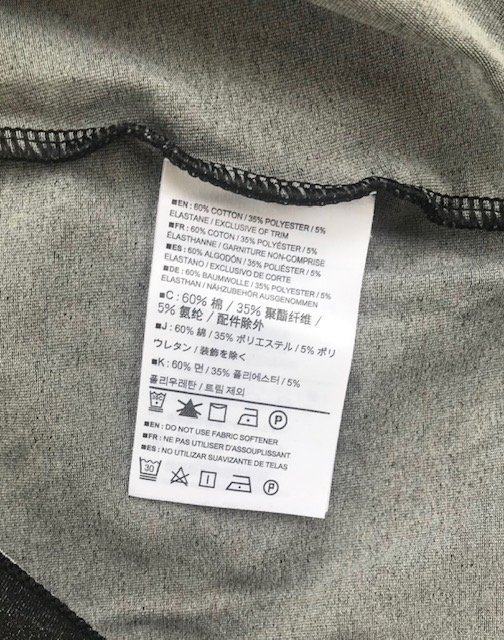 ■EN : 60% COTTON / 35% POLYESTER / 5%
ELASTANE / EXCLUSIVE OF TRIM
■FR : 60% COTON / 35% POLYESTER / 5%
ÉLASTHANNE / GARNITURE NON-COMPRISE
■ES : 60% ALGODÓN / 35% POLIÉSTER / 5%
ELASTANO / EXCLUSIVO DE CORTE
■DE : 60% BAUMWOLLE / 35% POLYESTER / 5%
ELASTHAN / NÄHZUBEHÖR AUSGENOMMEN
■C : 60% 棉 / 35% 聚酯纤维 /
5% 氨纶 / 配件除外
■J : 60% 綿 / 35% ポリエステル / 5% ポリ
ウレタン / 装飾を除く
■K : 60% 면 / 35% 폴리에스터 / 5%
폴리우레탄 / 트림 제외
P
■EN : DO NOT USE FABRIC SOFTENER
■FR : NE PAS UTILISER D'ASSOUPLISSANT
■ES : NO UTILIZAR SUAVIZANTE DE TELAS
30 P